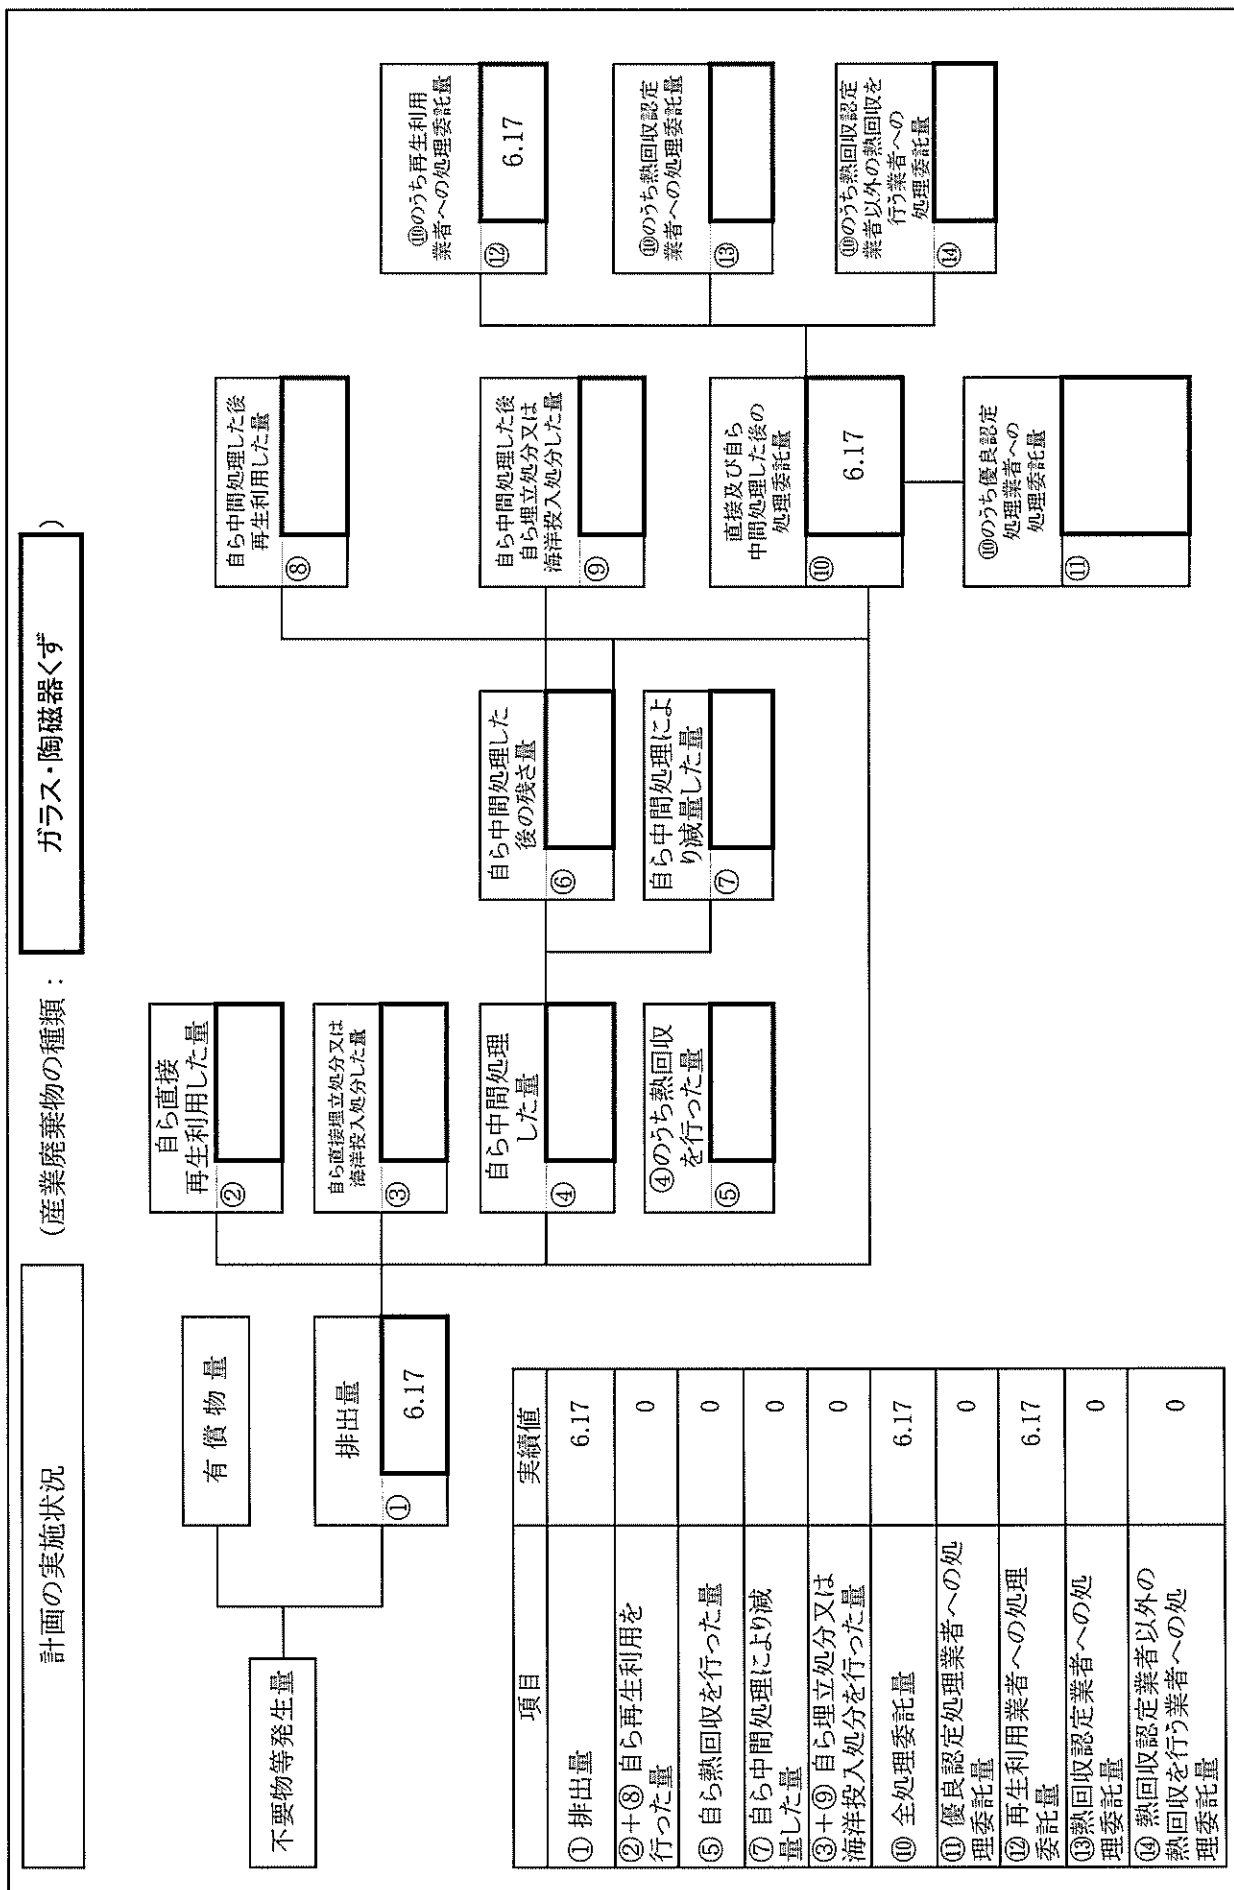 計画の実施状況
（産業廃棄物の種類：
ガラス・陶磁器くず
）
不要物等発生量
有償物量
排出量
①
6.17
自ら直接
再生利用した量
②
自ら直接埋立処分又は
海洋投入処分した量
③
自ら中間処理
した量
④
④のうち熱回収
を行った量
⑤
自ら中間処理した
後の残さ量
⑥
自ら中間処理によ
り減量した量
⑦
自ら中間処理した後
再生利用した量
⑧
自ら中間処理した後
自ら埋立処分又は
海洋投入処分した量
⑨
直接及び自ら
中間処理した後の
処理委託量
⑩
6.17
⑩のうち優良認定
処理業者への
処理委託量
⑪
⑩のうち再生利用
業者への処理委託量
⑫
6.17
⑩のうち熱回収認定
業者への処理委託量
⑬
⑩のうち熱回収認定
業者以外の熱回収を
行う業者への
処理委託量
⑭
項目
実績値
①排出量
6.17
②+⑧自ら再生利用を
行った量
0
⑤自ら熱回収を行った量
0
⑦自ら中間処理により減
量した量
0
③+⑨自ら埋立処分又は
海洋投入処分を行った量
0
⑩全処理委託量
6.17
⑪優良認定処理業者への処
理委託量
0
⑫再生利用業者への処理
委託量
6.17
⑬熱回収認定業者への処
理委託量
0
⑭熱回収認定業者以外の
熱回収を行う業者への処
理委託量
0